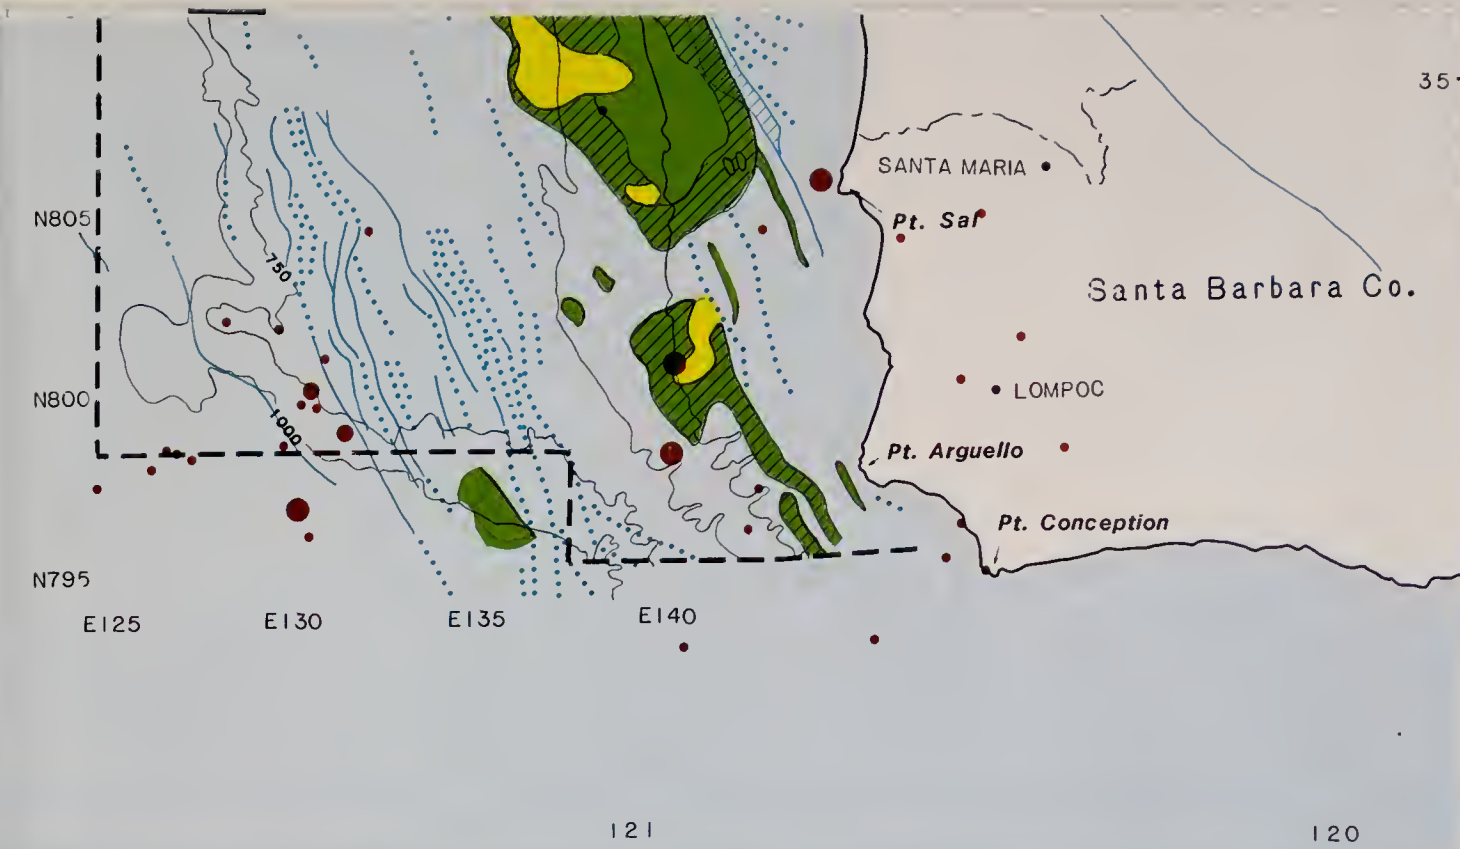 35
SANTA MARIA
N805
Pt. Sal
750
Santa Barbara Co.
N800
LOMPOC
1000
Pt. Arguello
Pt. Conception
N795
E125
E130
E135
E140
121
120